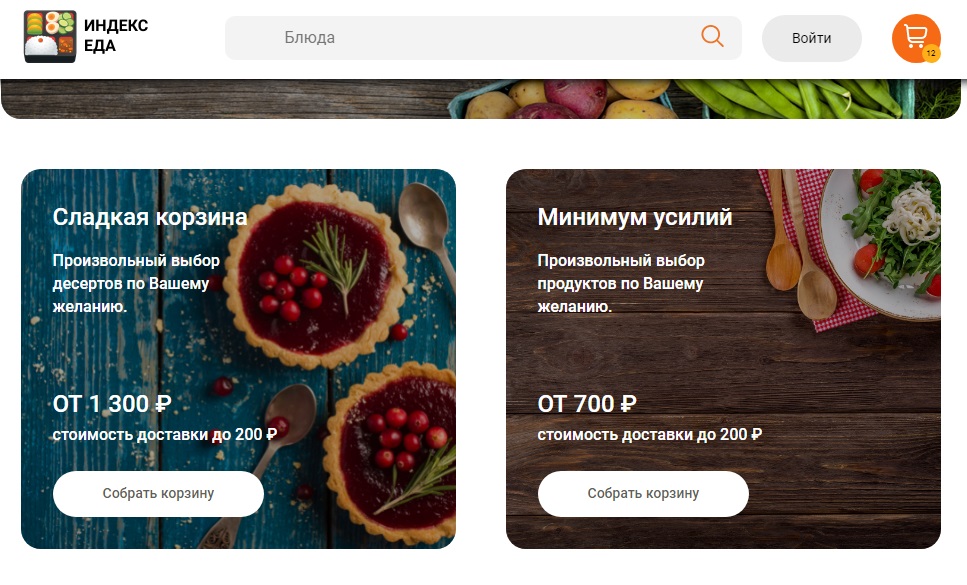 ИНДЕКС
ЕДА
Блюда
Войти
12
Сладкая корзина
Произвольный выбор
десертов по Вашему
желанию.
ОТ 1 300 ₽
стоимость доставки до 200 ₽
Собрать корзину
Минимум усилий
Произвольный выбор
продуктов по Вашему
желанию.
ОТ 700 ₽
стоимость доставки до 200 ₽
Собрать корзину